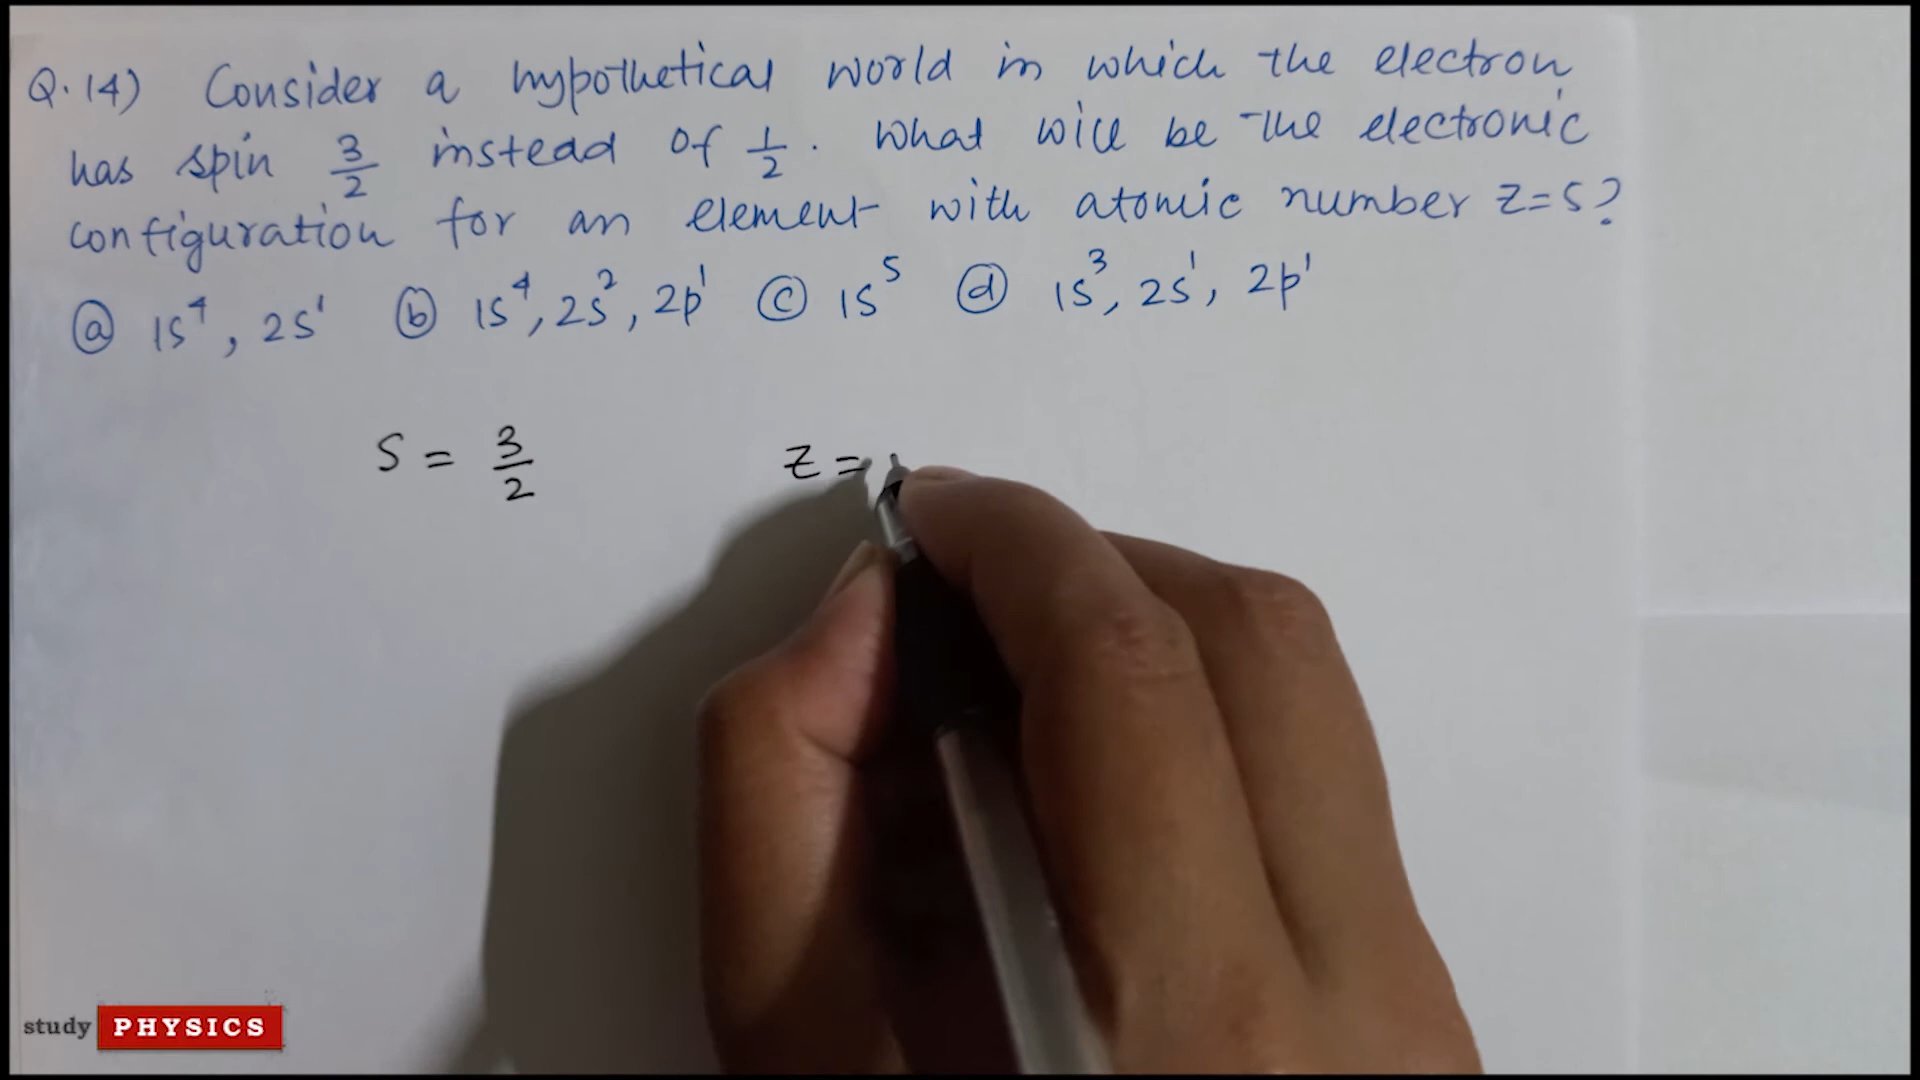 Q.14) Consider a hypothetical world in which the electron
has spin 3/2 instead of 1/2. What will be the electronic
configuration for an element with atomic number Z=5?
(a) 1s⁴, 2s¹ (b) 1s⁴, 2s², 2p¹ (c) 1s⁵ (d) 1s³, 2s¹, 2p¹
S = 3/2 Z =
study PHYSICS